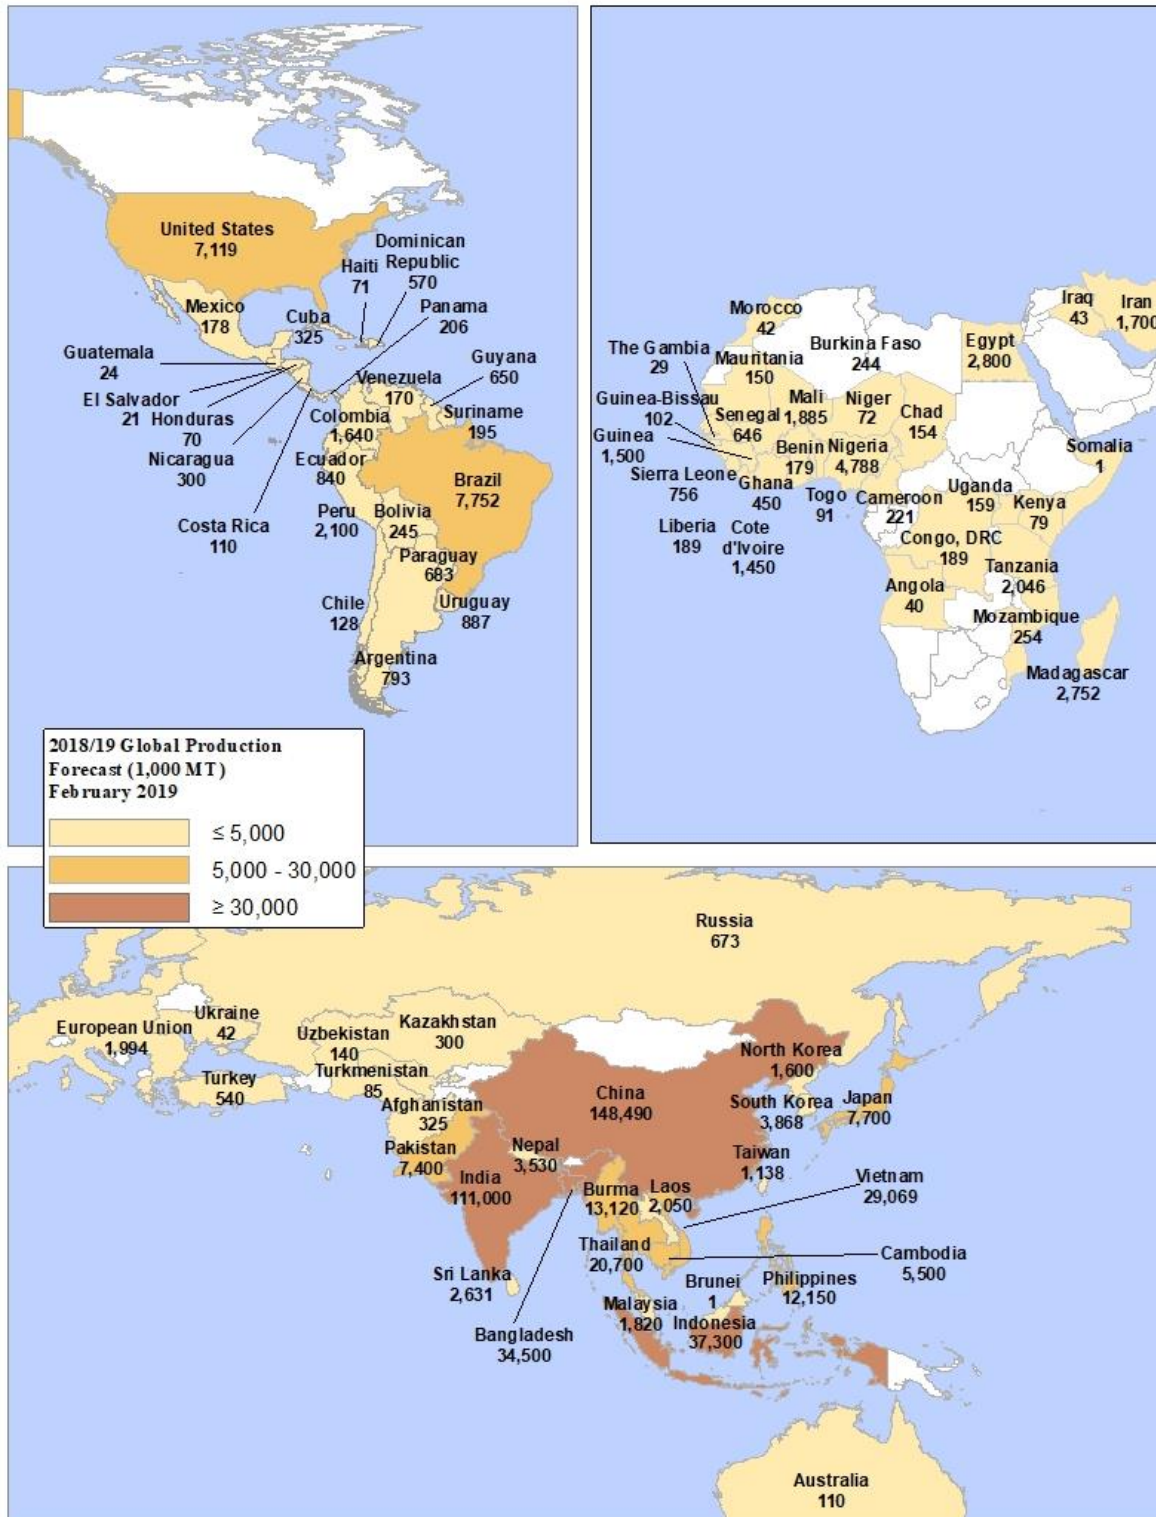 United States
7,119
Dominican
Republic
570
Haiti
71
Mexico
178
Cuba
325
Panama
206
Guatemala
24
Guyana
650
El Salvador
21
Venezuela
170
Honduras
70
Colombia
1,640
Suriname
195
Nicaragua
300
Ecuador
840
Brazil
7,752
Costa Rica
110
Peru
2,100
Bolivia
245
Paraguay
683
Chile
128
Uruguay
887
Argentina
793
Morocco
42
Iraq
43
Iran
1,700
The Gambia
29
Mauritania
150
Burkina Faso
244
Egypt
2,800
Guinea-Bissau
102
Senegal
646
Mali
1,885
Niger
72
Chad
154
Guinea
1,500
Benin
179
Nigeria
4,788
Somalia
1
Sierra Leone
756
Ghana
450
Togo
91
Cameroon
221
Uganda
159
Kenya
79
Liberia
189
Cote
d'Ivoire
1,450
Congo, DRC
189
Tanzania
2,046
Angola
40
Mozambique
254
Madagascar
2,752
2018/19 Global Production
Forecast (1,000 MT)
February 2019
≤ 5,000
5,000 - 30,000
≥ 30,000
Russia
673
European Union
1,994
Ukraine
42
Uzbekistan
140
Kazakhstan
300
North Korea
1,600
Turkey
540
Turkmenistan
85
China
148,490
Afghanistan
325
South Korea
3,868
Japan
7,700
Pakistan
7,400
Nepal
3,530
Taiwan
1,138
India
111,000
Burma
13,120
Laos
2,050
Vietnam
29,069
Thailand
20,700
Cambodia
5,500
Sri Lanka
2,631
Brunei
1
Philippines
12,150
Malaysia
1,820
Indonesia
37,300
Bangladesh
34,500
Australia
110